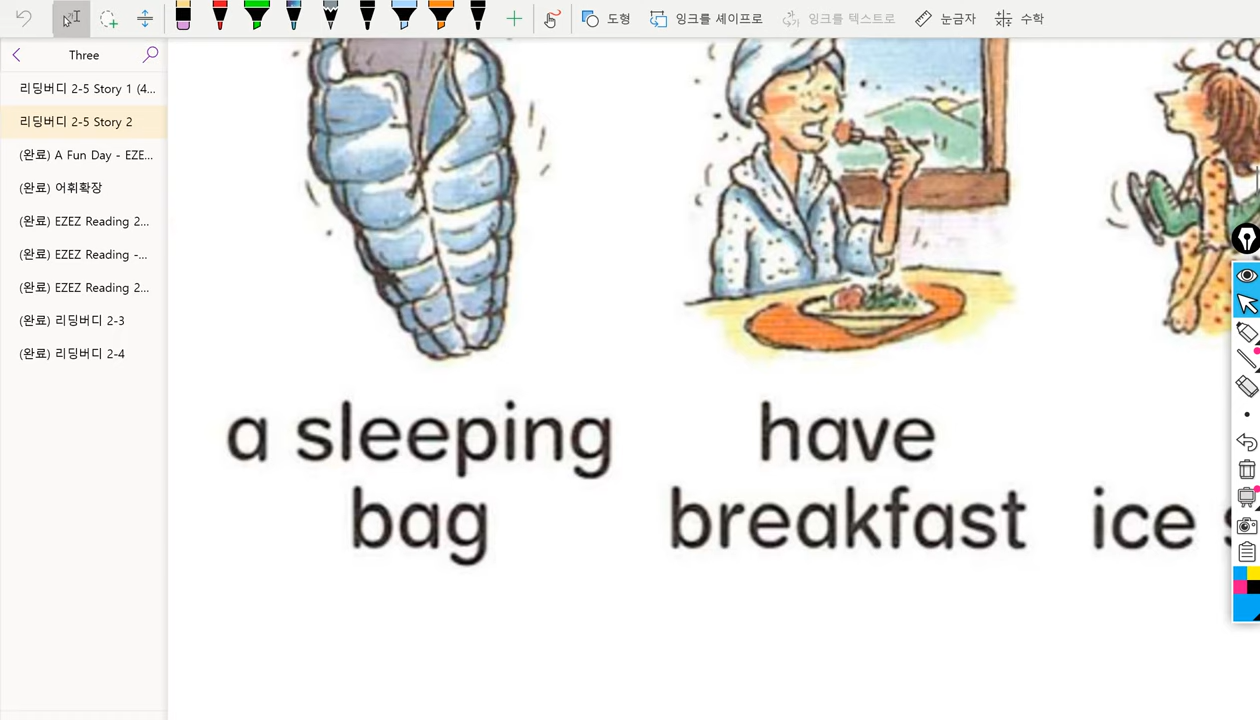 도형 잉크를 셰이프로 잉크를 텍스트로 눈금자 수학
Three
리딩버디 2-5 Story 1 (4...
리딩버디 2-5 Story 2
(완료) A Fun Day - EZE...
(완료) 어휘확장
(완료) EZEZ Reading 2...
(완료) EZEZ Reading -...
(완료) EZEZ Reading 2...
(완료) 리딩버디 2-3
(완료) 리딩버디 2-4
a sleeping
bag
have
breakfast
ice